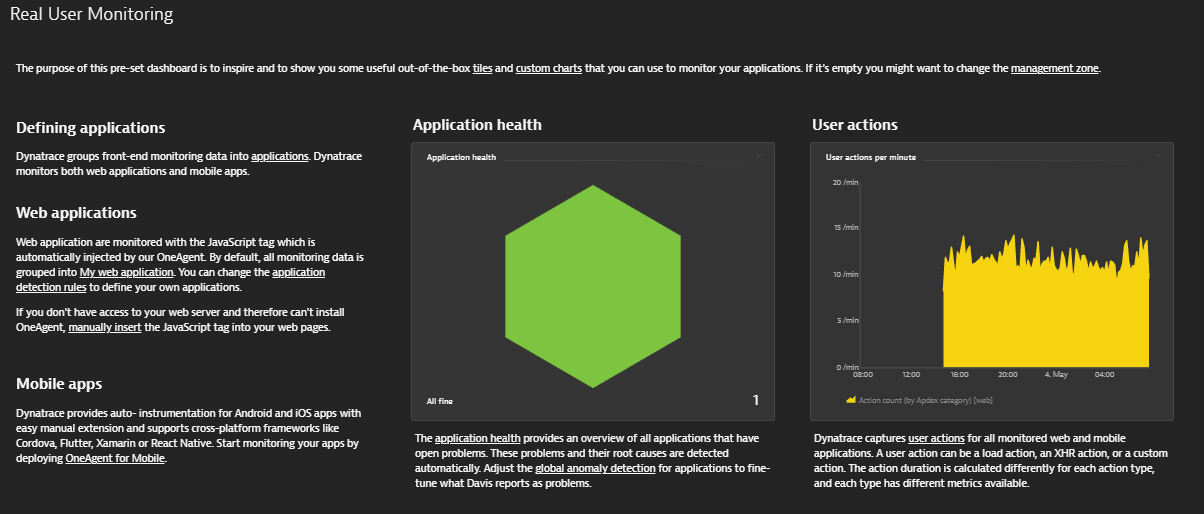 Real User Monitoring
The purpose of this pre-set dashboard is to inspire and to show you some useful out-of-the-box tiles and custom charts that you can use to monitor your applications. If it's empty you might want to change the management zone.
Defining applications
Dynatrace groups front-end monitoring data into applications. Dynatrace
monitors both web applications and mobile apps.
Web applications
Web application are monitored with the JavaScript tag which is
automatically injected by our OneAgent. By default, all monitoring data is
grouped into My web application. You can change the application
detection rules to define your own applications.
If you don't have access to your web server and therefore can't install
OneAgent, manually insert the JavaScript tag into your web pages.
Mobile apps
Dynatrace provides auto- instrumentation for Android and iOS apps with
easy manual extension and supports cross-platform frameworks like
Cordova, Flutter, Xamarin or React Native. Start monitoring your apps by
deploying OneAgent for Mobile.
Application health
Application health
All fine 1
The application health provides an overview of all applications that have
open problems. These problems and their root causes are detected
automatically. Adjust the global anomaly detection for applications to fine-
tune what Davis reports as problems.
User actions
User actions per minute
20 /min
15 /min
10 /min
5 /min
0 /min
08:00 12:00 16:00 20:00 4. May 04:00
Action count (by Apdex category) [web]
Dynatrace captures user actions for all monitored web and mobile
applications. A user action can be a load action, an XHR action, or a custom
action. The action duration is calculated differently for each action type,
and each type has different metrics available.